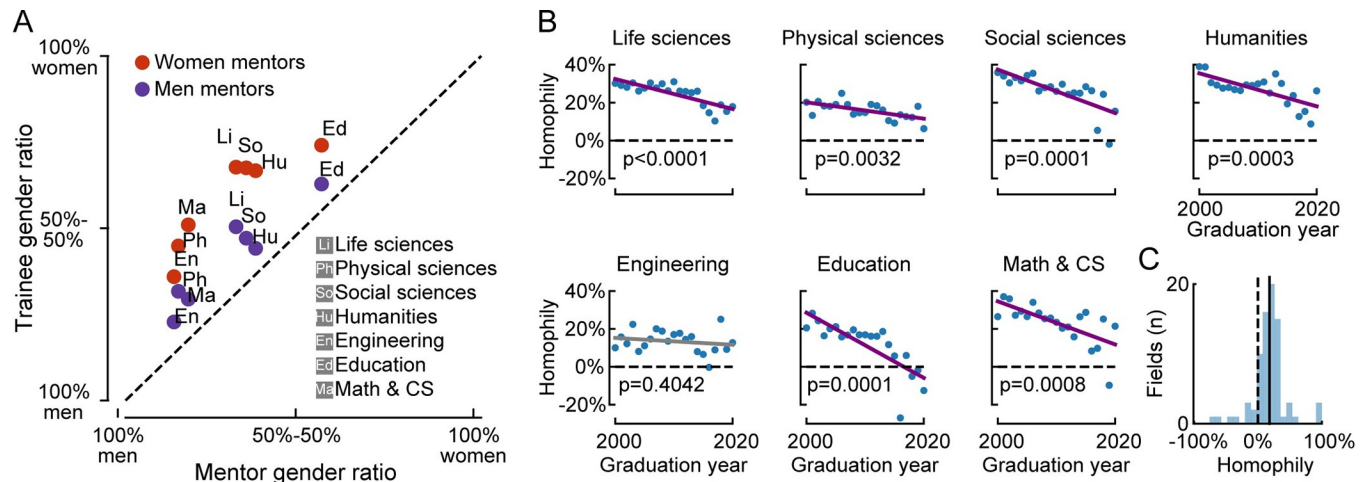 A
100%
women
Women mentors
Men mentors
Trainee gender ratio
Li
So
Hu
Ed
Ed
Li
So
Hu
Ma
Ph
En
Ph
Ma
En
50%-
50%
Li Life sciences
Ph Physical sciences
So Social sciences
Hu Humanities
En Engineering
Ed Education
Ma Math & CS
100%
men
100%
men
50%-50%
100%
women
Mentor gender ratio
B
Life sciences
Physical sciences
Social sciences
Humanities
Homophily
40%
20%
0%
-20%
p<0.0001
p=0.0032
p=0.0001
p=0.0003
2000
2020
Graduation year
Engineering
Education
Math & CS
Homophily
40%
20%
0%
-20%
p=0.4042
p=0.0001
p=0.0008
2000
2020
Graduation year
2000
2020
Graduation year
2000
2020
Graduation year
C
Fields (n)
20
0
-100%
0%
100%
Homophily